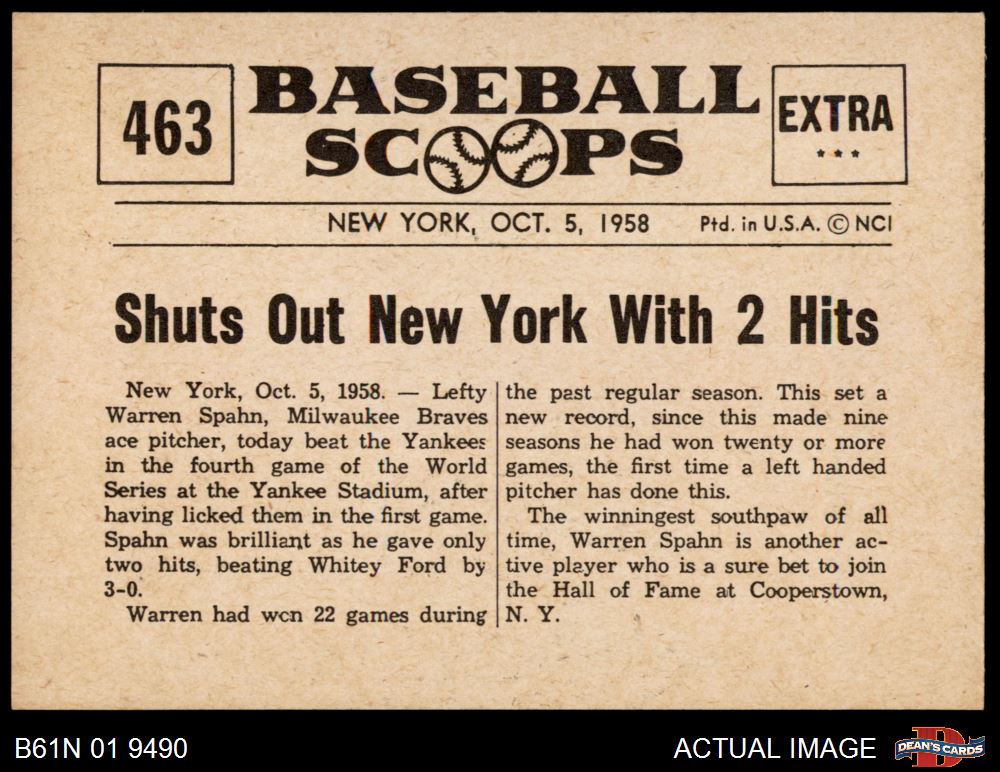 463
BASEBALL
SCOOPS
EXTRA
NEW YORK, OCT. 5, 1958
Ptd. in U.S.A. © NCI
Shuts Out New York With 2 Hits
New York, Oct. 5, 1958. — Lefty
Warren Spahn, Milwaukee Braves
ace pitcher, today beat the Yankees
in the fourth game of the World
Series at the Yankee Stadium, after
having licked them in the first game.
Spahn was brilliant as he gave only
two hits, beating Whitey Ford by
3-0.
Warren had won 22 games during
the past regular season. This set a
new record, since this made nine
seasons he had won twenty or more
games, the first time a left handed
pitcher has done this.
The winningest southpaw of all
time, Warren Spahn is another ac-
tive player who is a sure bet to join
the Hall of Fame at Cooperstown,
N. Y.
B61N 01 9490
ACTUAL IMAGE
D
DEAN'S CARDS